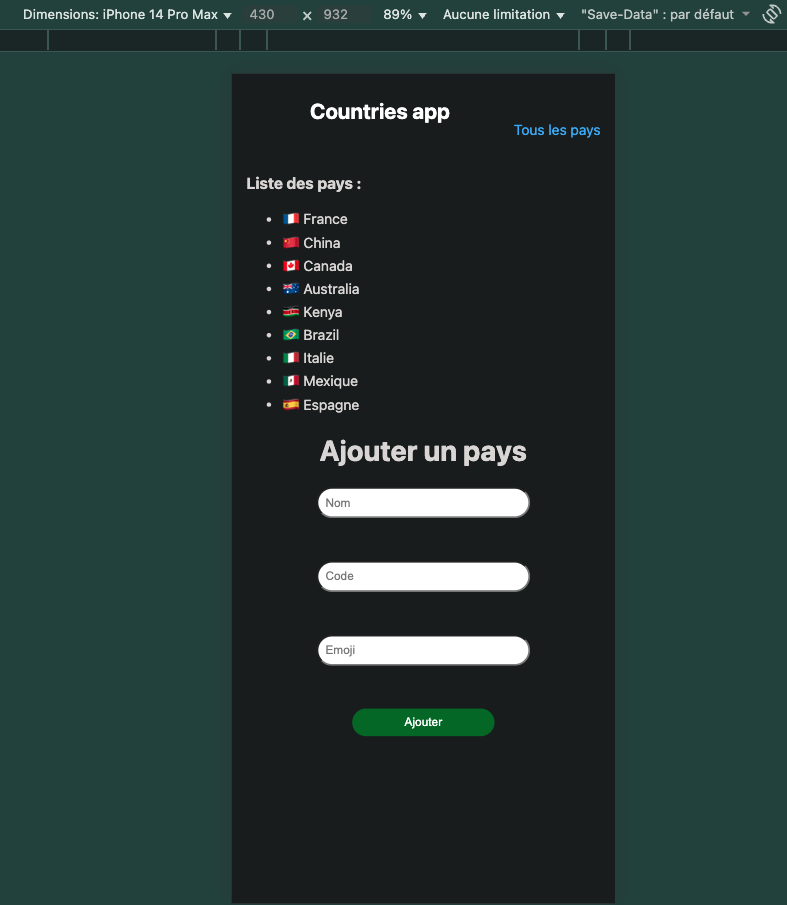 Dimensions: iPhone 14 Pro Max 430 × 932 89% Aucune limitation "Save-Data" : par défaut
Countries app
Tous les pays
Liste des pays :
🇫🇷 France
🇨🇳 China
🇨🇦 Canada
🇦🇺 Australia
🇰🇪 Kenya
🇧🇷 Brazil
🇮🇹 Italie
🇲🇽 Mexique
🇪🇸 Espagne
Ajouter un pays
Nom
Code
Emoji
Ajouter